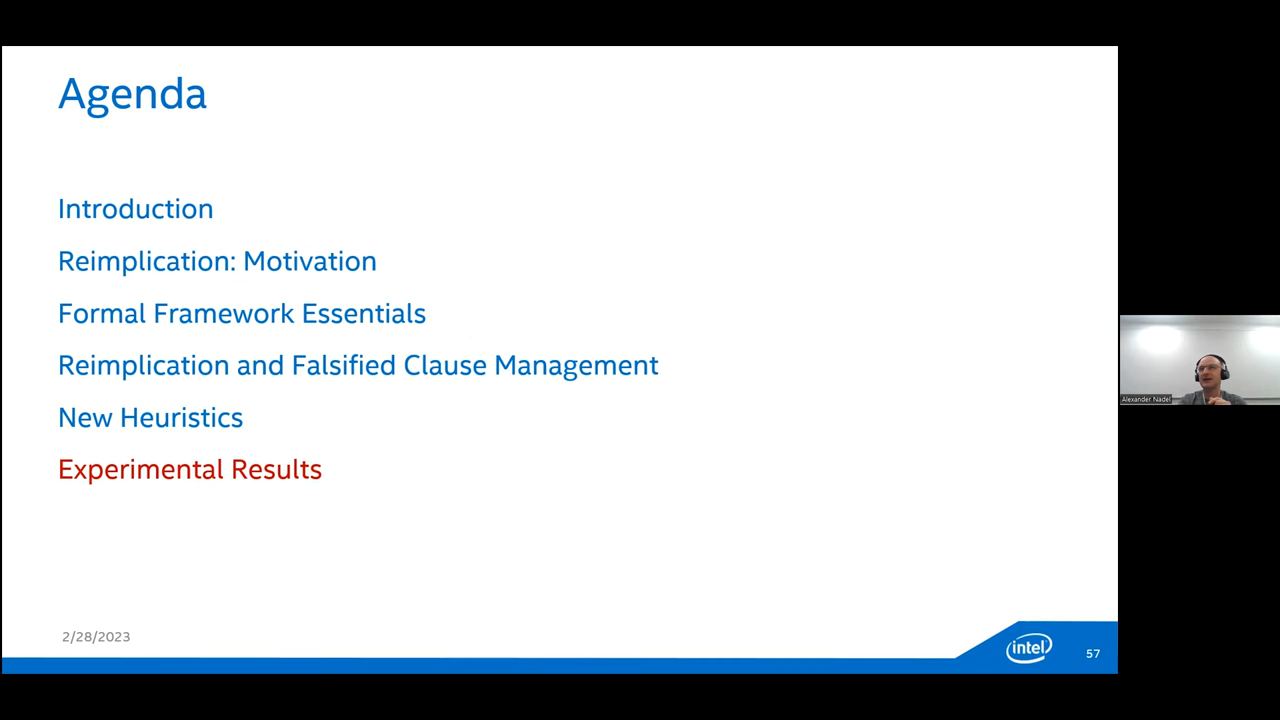 Agenda
Introduction
Reimplication: Motivation
Formal Framework Essentials
Reimplication and Falsified Clause Management
New Heuristics
Experimental Results
2/28/2023
intel
57
Alexander Nadel